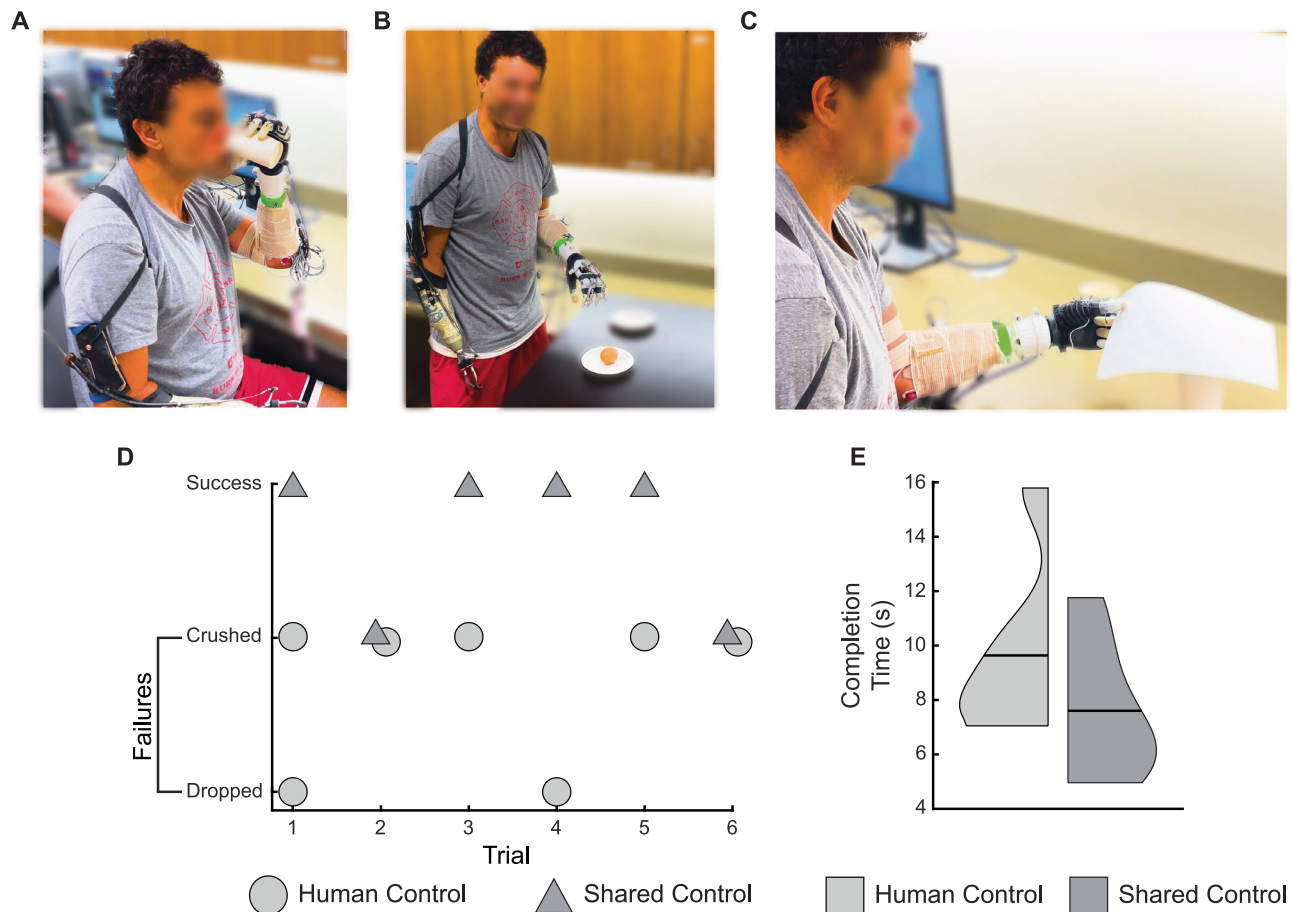 A
B
C
D
Success
Crushed
Dropped
Failures
1
2
3
4
5
6
Trial
Human Control
Shared Control
E
16
14
12
10
8
6
4
Completion
Time (s)
Human Control
Shared Control